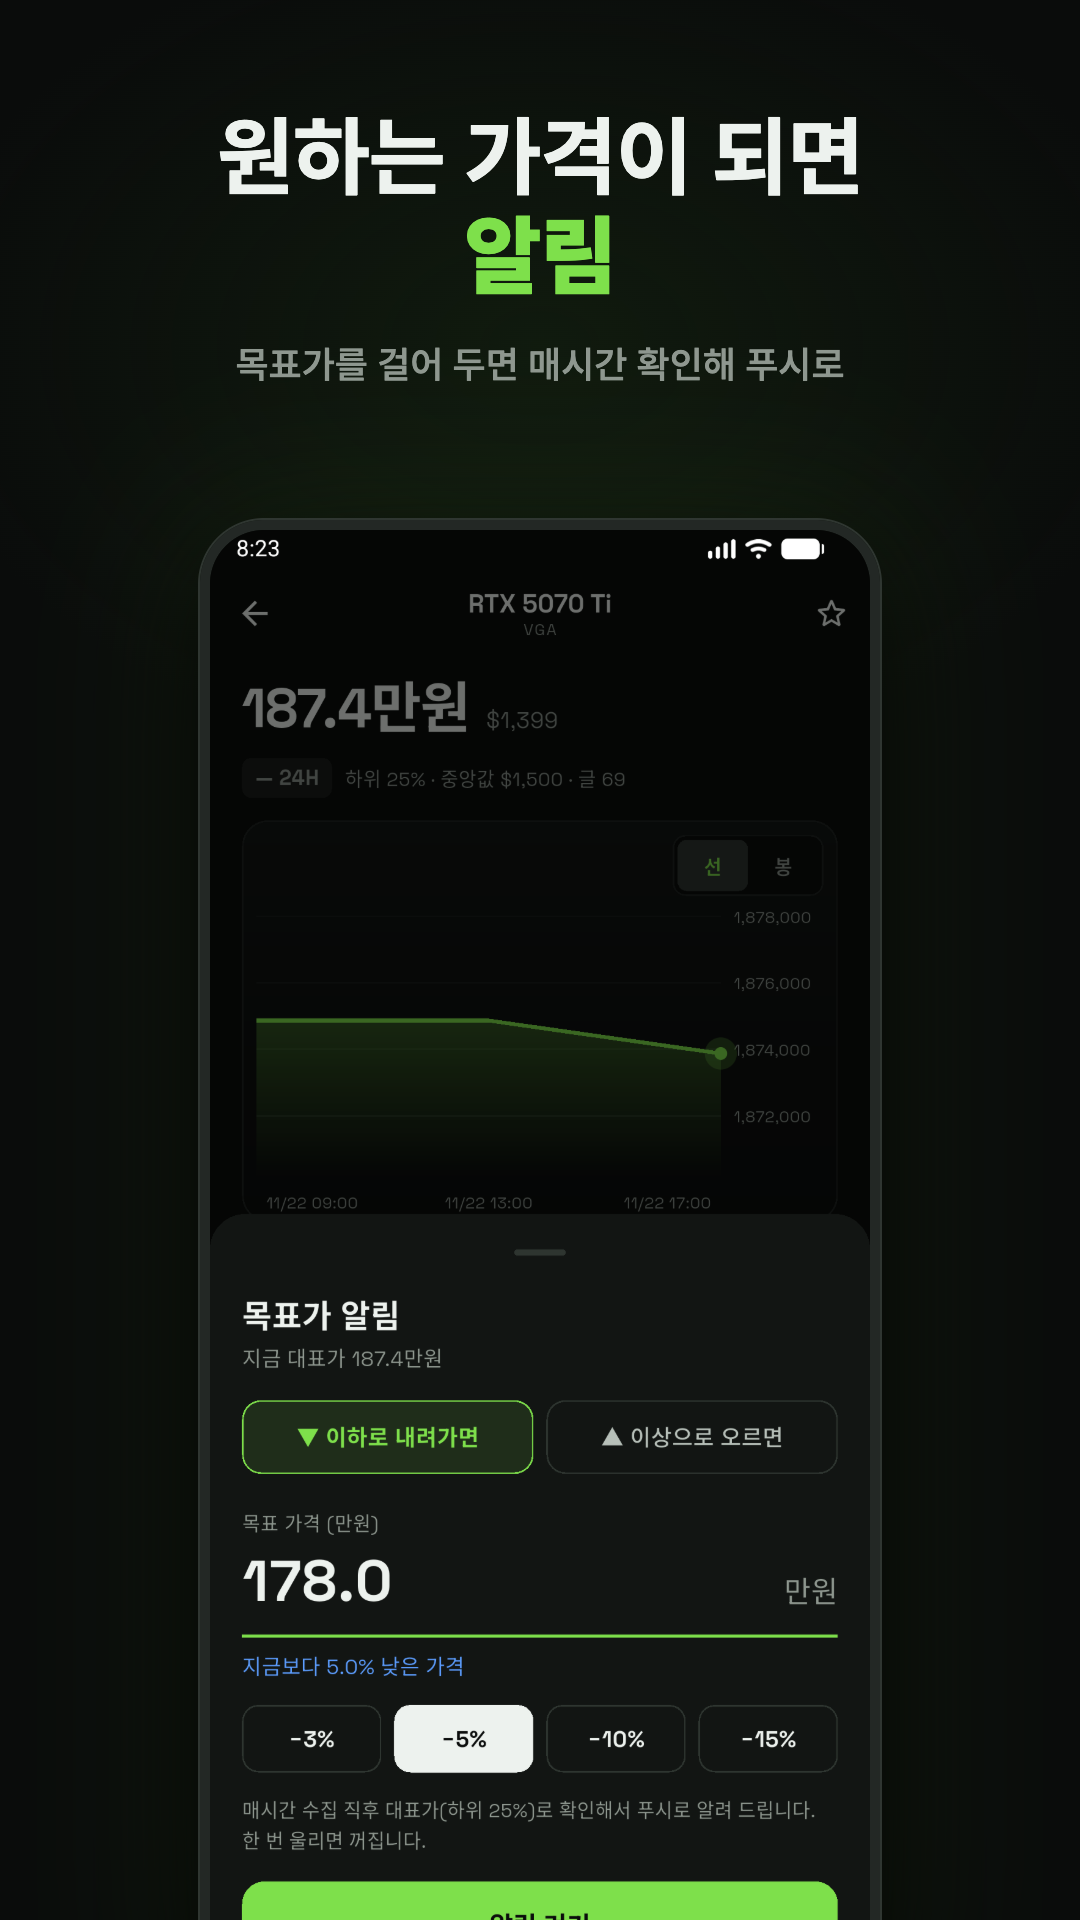 원하는 가격이 되면
알림
목표가를 걸어 두면 매시간 확인해 푸시로
8:23
RTX 5070 Ti
VGA
187.4만원 $1,399
— 24H 하위 25% · 중앙값 $1,500 · 글 69
선 봉
1,878,000
1,876,000
1,874,000
1,872,000
11/22 09:00 11/22 13:00 11/22 17:00
목표가 알림
지금 대표가 187.4만원
▼ 이하로 내려가면 ▲ 이상으로 오르면
목표 가격 (만원)
178.0 만원
지금보다 5.0% 낮은 가격
-3% -5% -10% -15%
매시간 수집 직후 대표가(하위 25%)로 확인해서 푸시로 알려 드립니다.
한 번 울리면 꺼집니다.